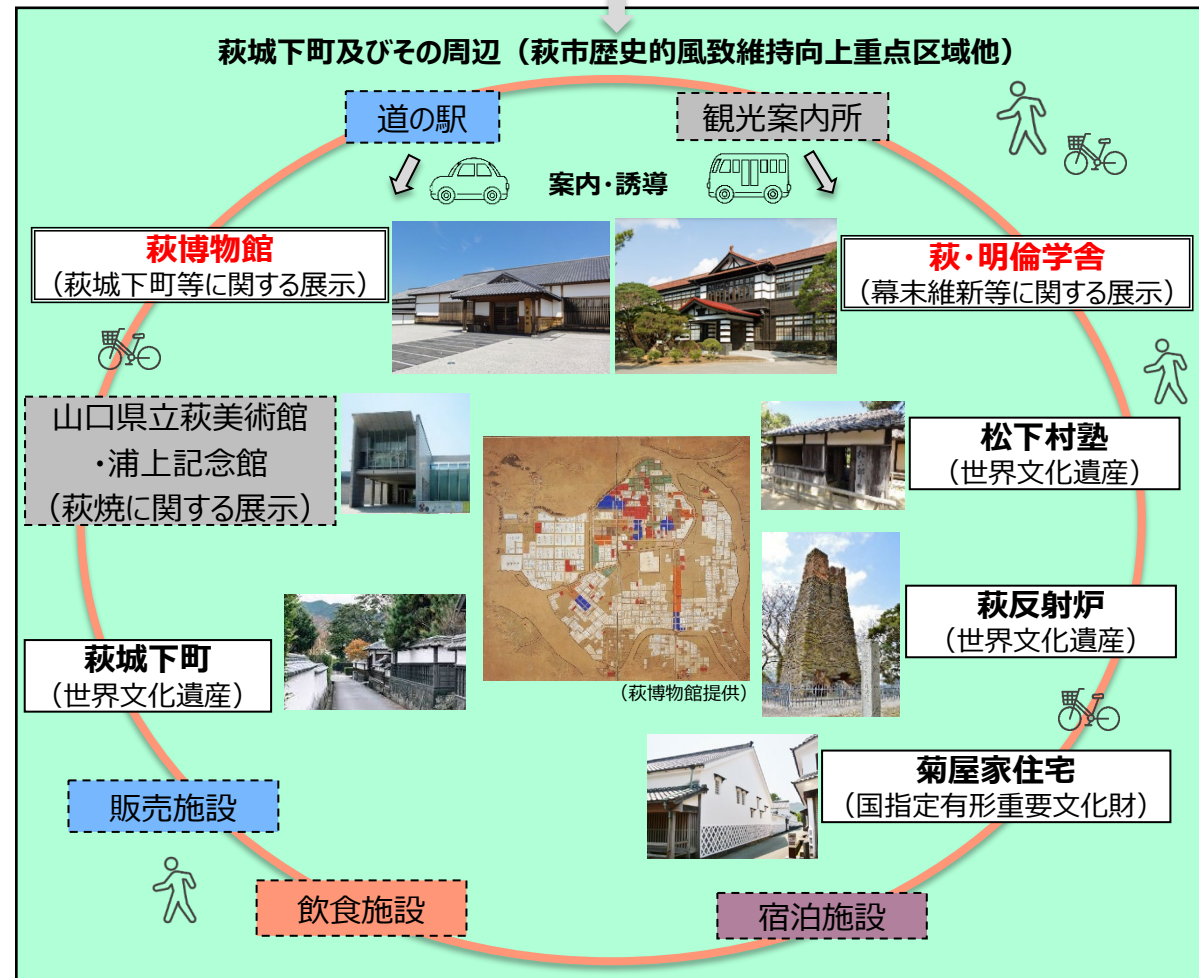 萩城下町及びその周辺（萩市歴史的風致維持向上重点区域他）
道の駅
観光案内所
案内・誘導
萩博物館
（萩城下町等に関する展示）
萩・明倫学舎
（幕末維新等に関する展示）
山口県立萩美術館
・浦上記念館
（萩焼に関する展示）
松下村塾
（世界文化遺産）
萩反射炉
（世界文化遺産）
萩城下町
（世界文化遺産）
（萩博物館提供）
菊屋家住宅
（国指定有形重要文化財）
販売施設
飲食施設
宿泊施設